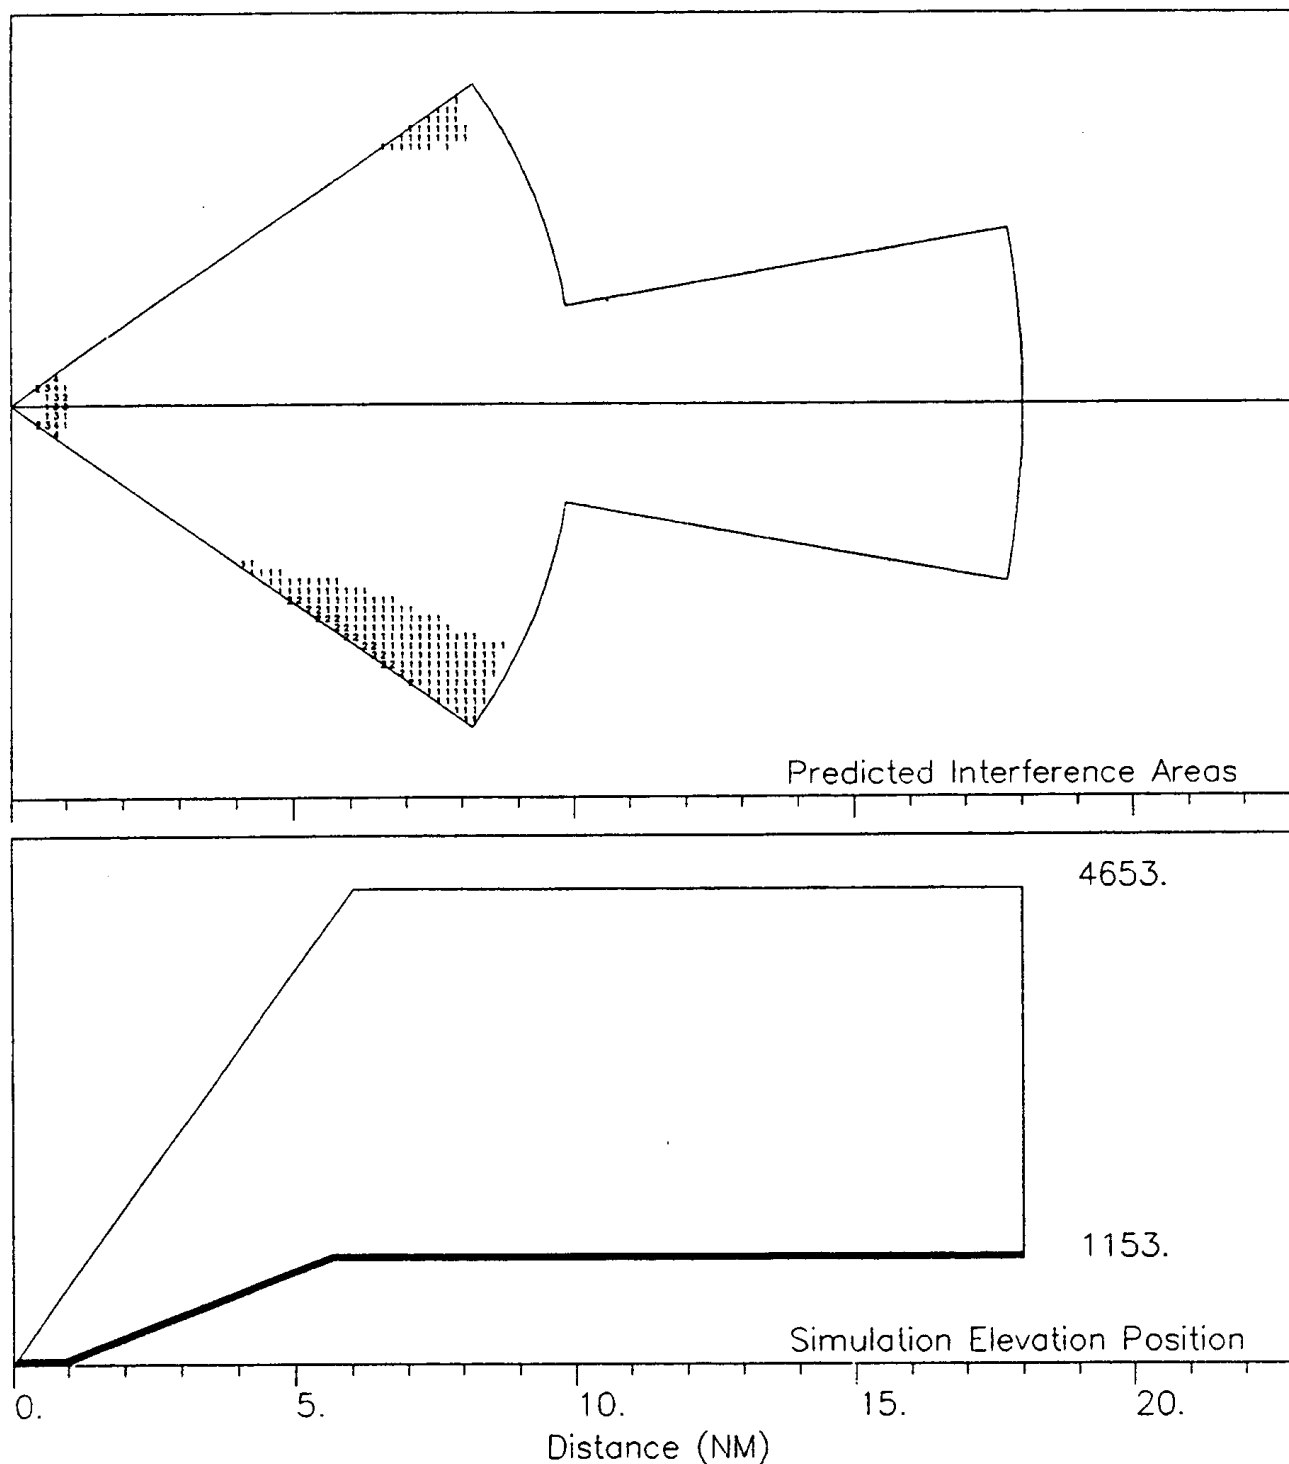 Predicted Interference Areas
4653.
1153.
Simulation Elevation Position
0. 5. 10. 15. 20.
Distance (NM)